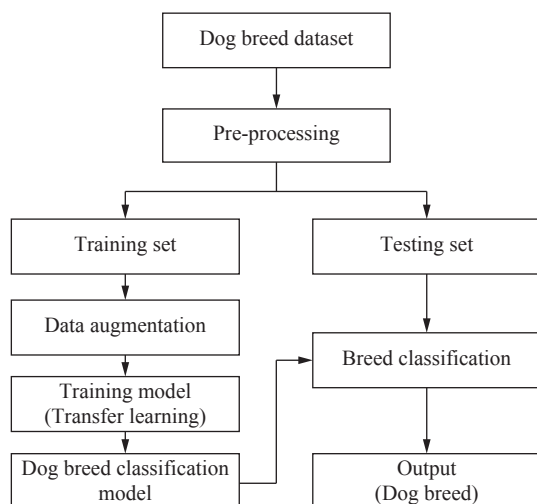 Dog breed dataset
Pre-processing
Training set
Testing set
Data augmentation
Breed classification
Training model
(Transfer learning)
Dog breed classification
model
Output
(Dog breed)